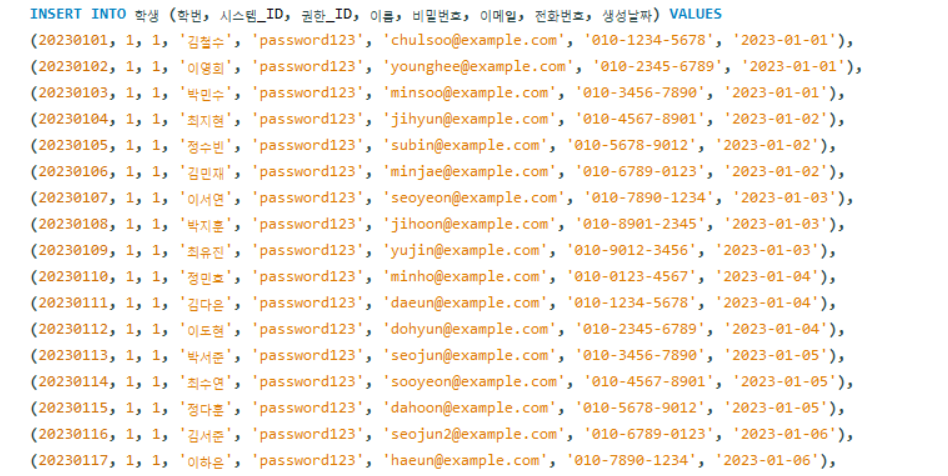 INSERT INTO 학생 (학번, 시스템_ID, 권한_ID, 이름, 비밀번호, 이메일, 전화번호, 생성날짜) VALUES
(20230101, 1, 1, '김철수', 'password123', 'chulsoo@example.com', '010-1234-5678', '2023-01-01'),
(20230102, 1, 1, '이영희', 'password123', 'younghee@example.com', '010-2345-6789', '2023-01-01'),
(20230103, 1, 1, '박민수', 'password123', 'minsoo@example.com', '010-3456-7890', '2023-01-01'),
(20230104, 1, 1, '최지현', 'password123', 'jihyun@example.com', '010-4567-8901', '2023-01-02'),
(20230105, 1, 1, '정수빈', 'password123', 'subin@example.com', '010-5678-9012', '2023-01-02'),
(20230106, 1, 1, '김민재', 'password123', 'minjae@example.com', '010-6789-0123', '2023-01-02'),
(20230107, 1, 1, '이서연', 'password123', 'seoyeon@example.com', '010-7890-1234', '2023-01-03'),
(20230108, 1, 1, '박지훈', 'password123', 'jihoon@example.com', '010-8901-2345', '2023-01-03'),
(20230109, 1, 1, '최유진', 'password123', 'yujin@example.com', '010-9012-3456', '2023-01-03'),
(20230110, 1, 1, '정민호', 'password123', 'minho@example.com', '010-0123-4567', '2023-01-04'),
(20230111, 1, 1, '김다은', 'password123', 'daeun@example.com', '010-1234-5678', '2023-01-04'),
(20230112, 1, 1, '이도현', 'password123', 'dohyun@example.com', '010-2345-6789', '2023-01-04'),
(20230113, 1, 1, '박서준', 'password123', 'seojun@example.com', '010-3456-7890', '2023-01-05'),
(20230114, 1, 1, '최수연', 'password123', 'sooyeon@example.com', '010-4567-8901', '2023-01-05'),
(20230115, 1, 1, '정다훈', 'password123', 'dahoon@example.com', '010-5678-9012', '2023-01-05'),
(20230116, 1, 1, '김서준', 'password123', 'seojun2@example.com', '010-6789-0123', '2023-01-06'),
(20230117, 1, 1, '이하은', 'password123', 'haeun@example.com', '010-7890-1234', '2023-01-06'),